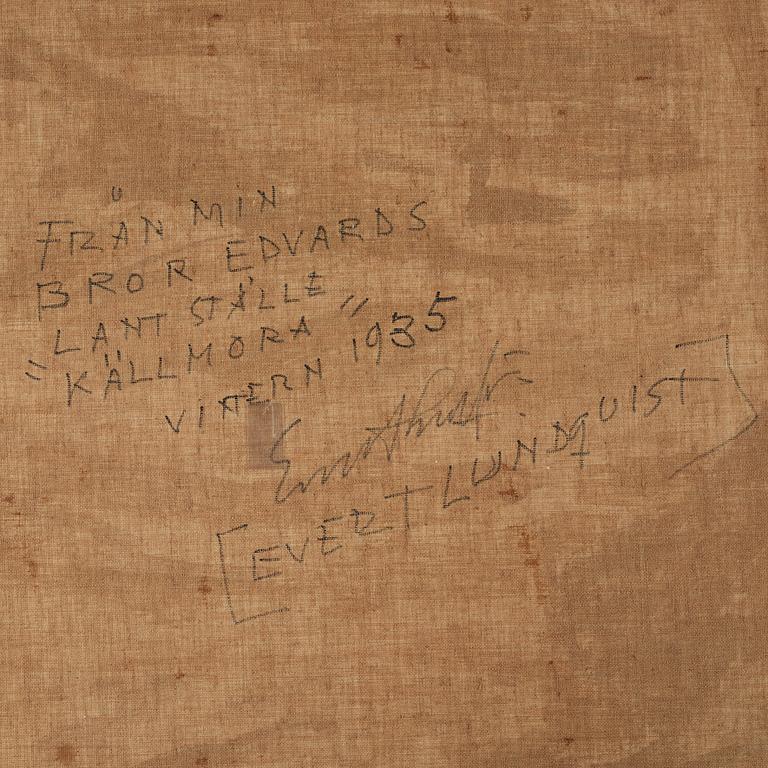 FRÅN MIN
BROR EDVARDS
LANTSTÄLLE
"KÄLLMORA"
VINTERN 1935
[EVERT LUNDQUIST]